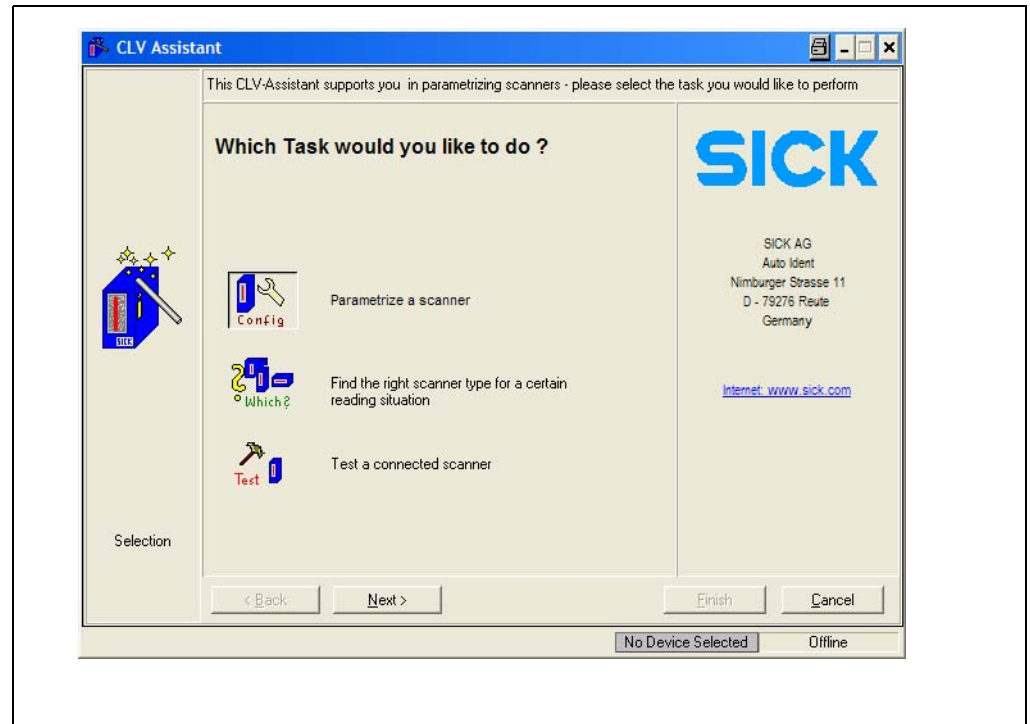 CLV Assistant
This CLV-Assistant supports you in parametrizing scanners - please select the task you would like to perform
Which Task would you like to do ?
SICK
SICK AG
Auto Ident
Nimburger Strasse 11
D - 79276 Reute
Germany
Internet: www.sick.com
Config
Parametrize a scanner
Which?
Find the right scanner type for a certain
reading situation
Test
Test a connected scanner
SICK
Selection
< Back
Next >
Finish
Cancel
No Device Selected
Offline